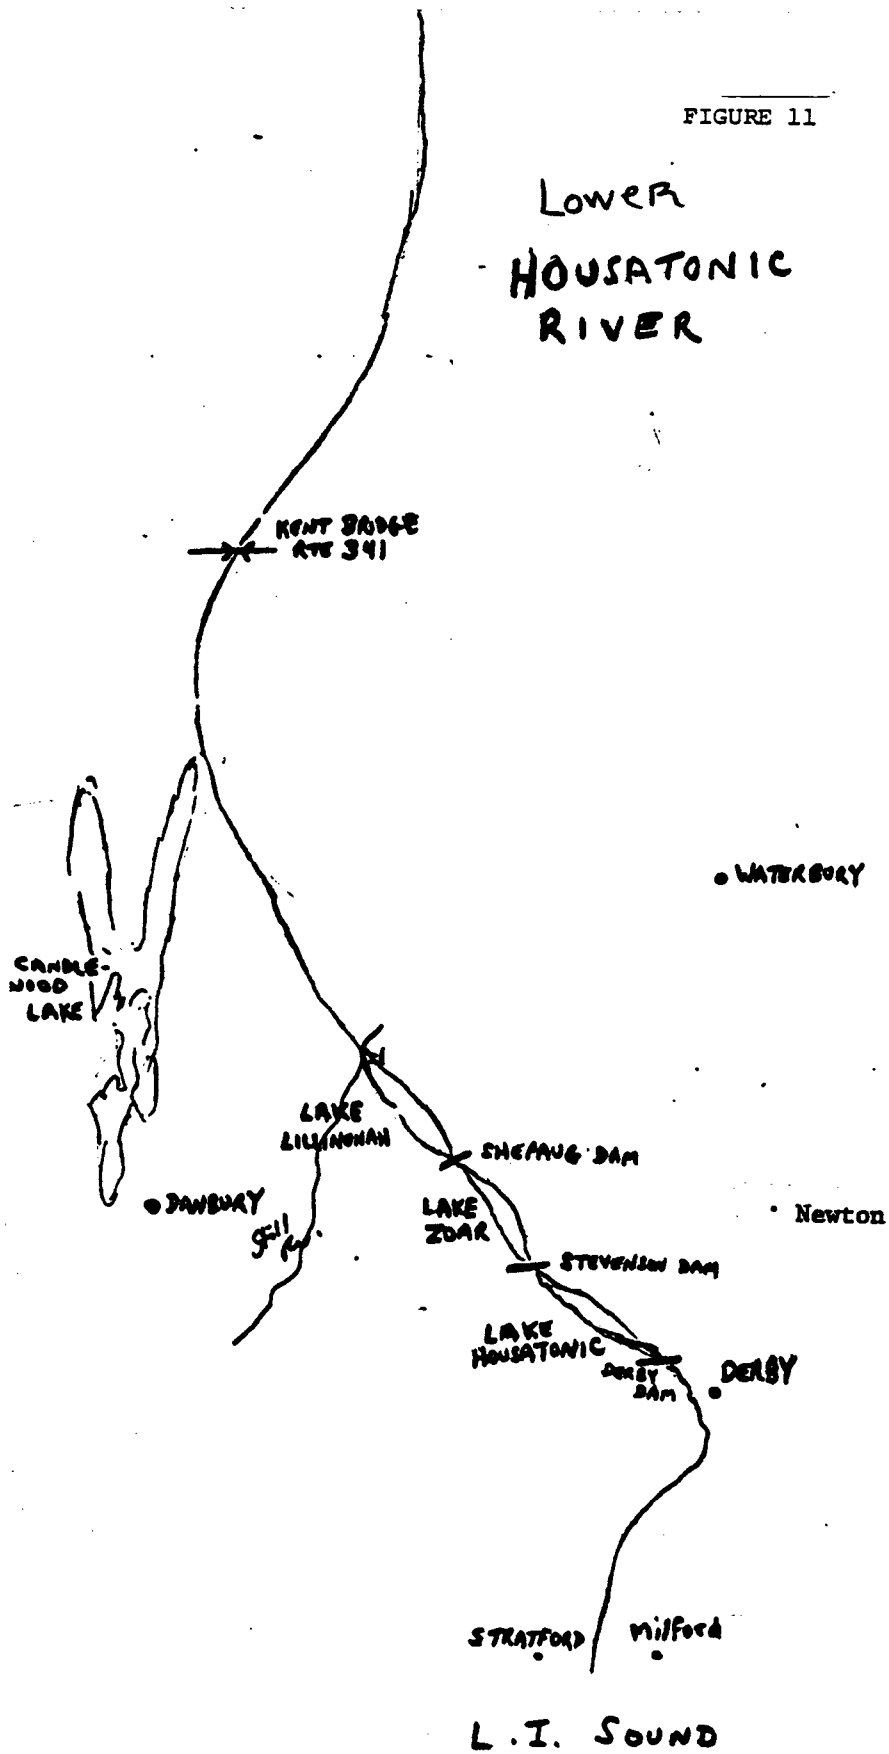 FIGURE 11
LOWER
HOUSATONIC
RIVER
KENT BRIDGE
RTE 341
WATERBURY
CANDLE-
WOOD
LAKE
LAKE
LILLINONAH
SHEPAUG DAM
DANBURY
LAKE
ZOAR
Newton
Still
STEVENSON DAM
LAKE
HOUSATONIC
DERBY
DAM
DERBY
STRATFORD
Milford
L.I. SOUND